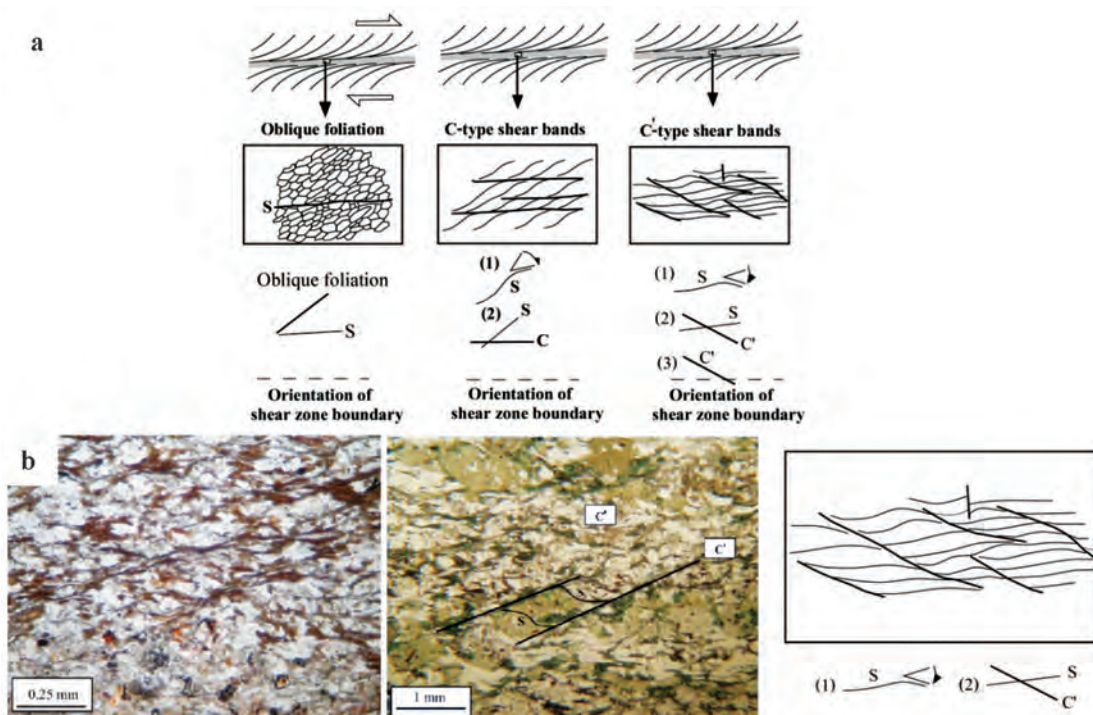 a
Oblique foliation
C-type shear bands
C'-type shear bands
S
Oblique foliation
S
(1)
S
(2)
S
C
(1)
S
(2)
S
C'
(3)
C'
Orientation of
shear zone boundary
Orientation of
shear zone boundary
Orientation of
shear zone boundary
b
0.25 mm
C'
C'
S
1 mm
(1)
S
(2)
S
C'